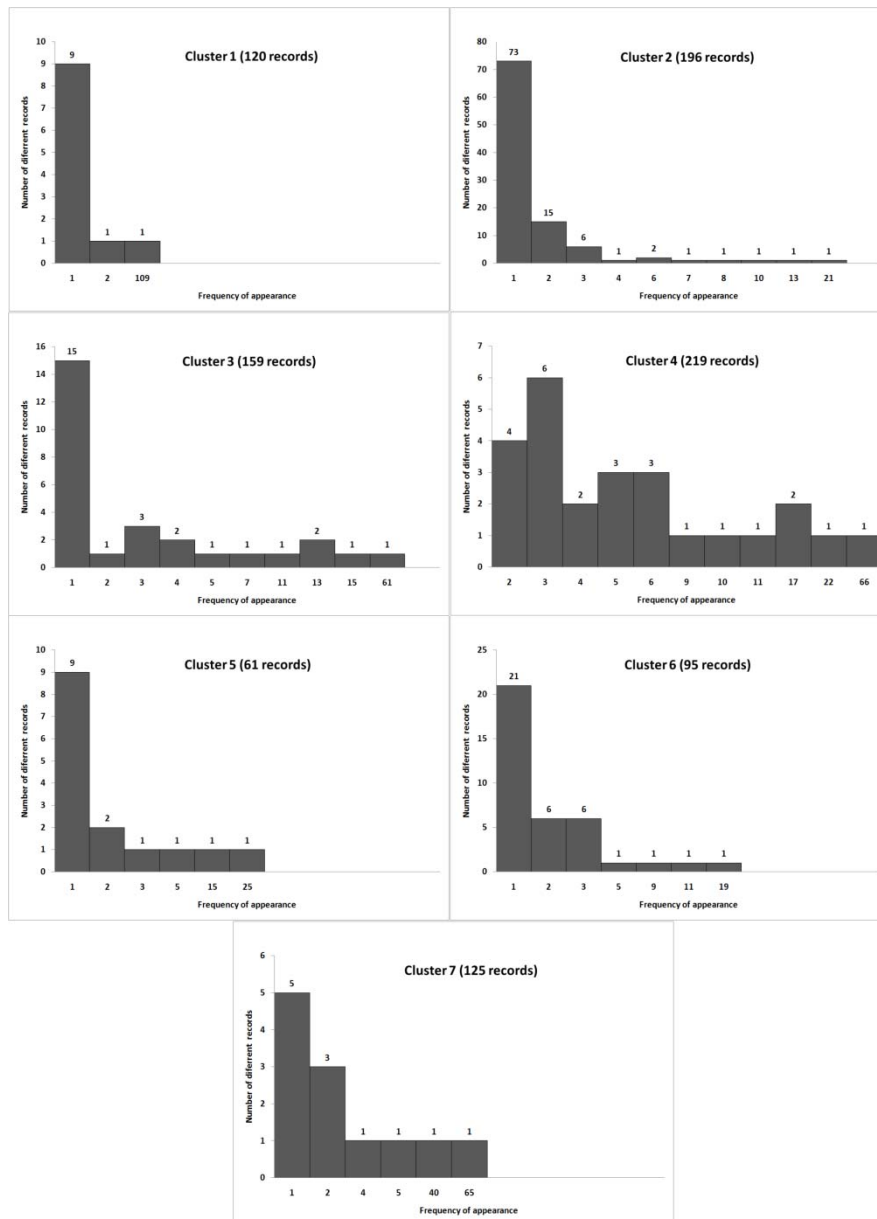 Cluster 1 (120 records)
Number of diferrent records
10
9
8
7
6
5
4
3
2
1
0
9 1 1
1 2 109
Frequency of appearance
Cluster 2 (196 records)
Number of diferrent records
80
70
60
50
40
30
20
10
0
73 15 6 1 2 1 1 1 1 1
1 2 3 4 6 7 8 10 13 21
Frequency of appearance
Cluster 3 (159 records)
Number of diferrent records
16
14
12
10
8
6
4
2
0
15 1 3 2 1 1 1 2 1 1
1 2 3 4 5 7 11 13 15 61
Frequency of appearance
Cluster 4 (219 records)
Number of diferrent records
7
6
5
4
3
2
1
0
4 6 2 3 3 1 1 1 2 1 1
2 3 4 5 6 9 10 11 17 22 66
Frequency of appearance
Cluster 5 (61 records)
Number of diferrent records
10
9
8
7
6
5
4
3
2
1
0
9 2 1 1 1 1
1 2 3 5 15 25
Frequency of appearance
Cluster 6 (95 records)
Number of diferrent records
25
20
15
10
5
0
21 6 6 1 1 1 1
1 2 3 5 9 11 19
Frequency of appearance
Cluster 7 (125 records)
Number of diferrent records
6
5
4
3
2
1
0
5 3 1 1 1 1
1 2 4 5 40 65
Frequency of appearance